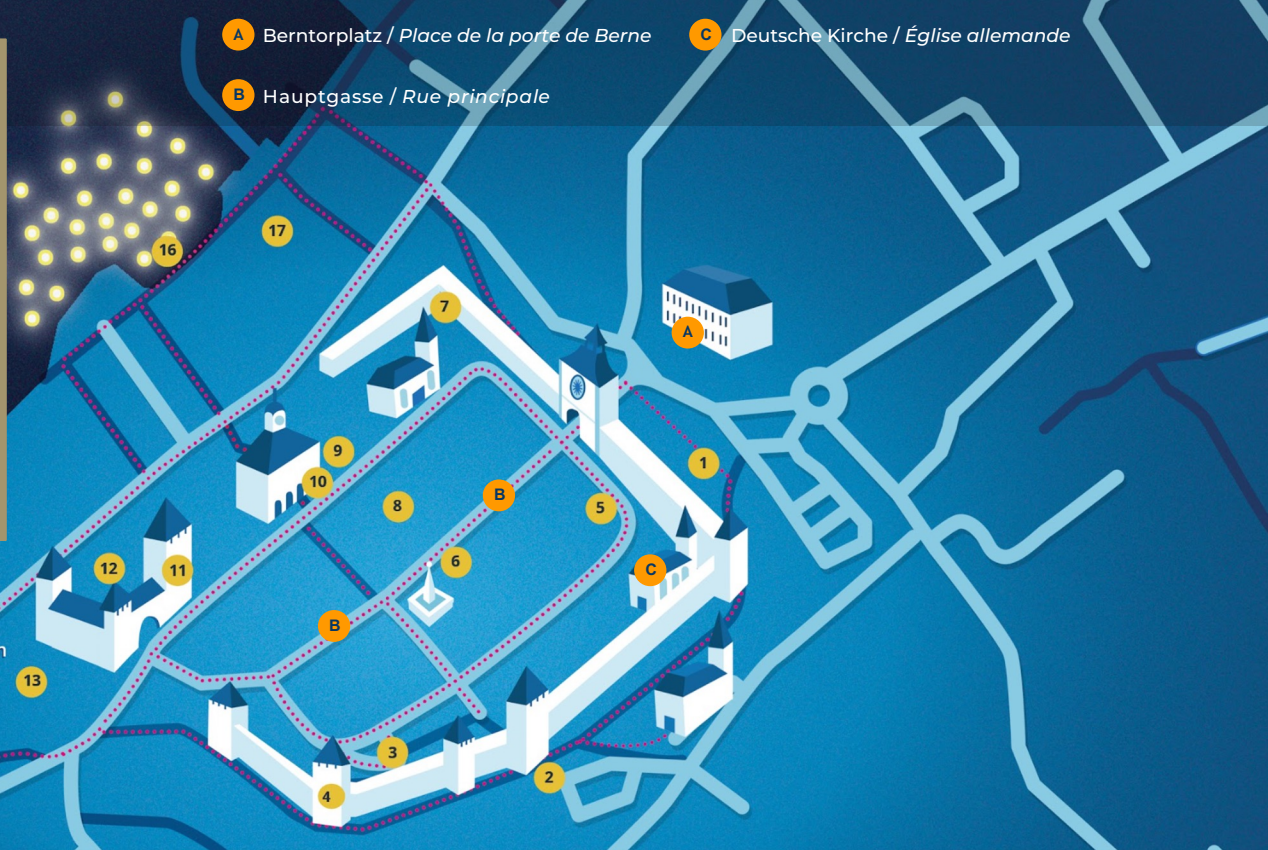 A Berntorplatz / Place de la porte de Berne
C Deutsche Kirche / Église allemande
B Hauptgasse / Rue principale
17
16
7
A
9
1
10
B
8
5
6
12
11
C
B
13
n
3
2
4